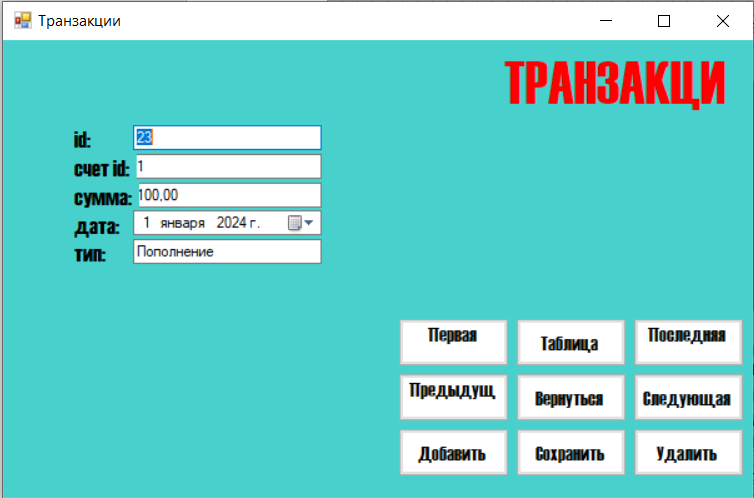 Транзакции
ТРАНЗАКЦИ
id: 23
счет id: 1
сумма: 100,00
дата: 1 января 2024 г.
тип: Пополнение
Первая Таблица Последняя
Предыдущ Вернуться Следующая
Добавить Сохранить Удалить